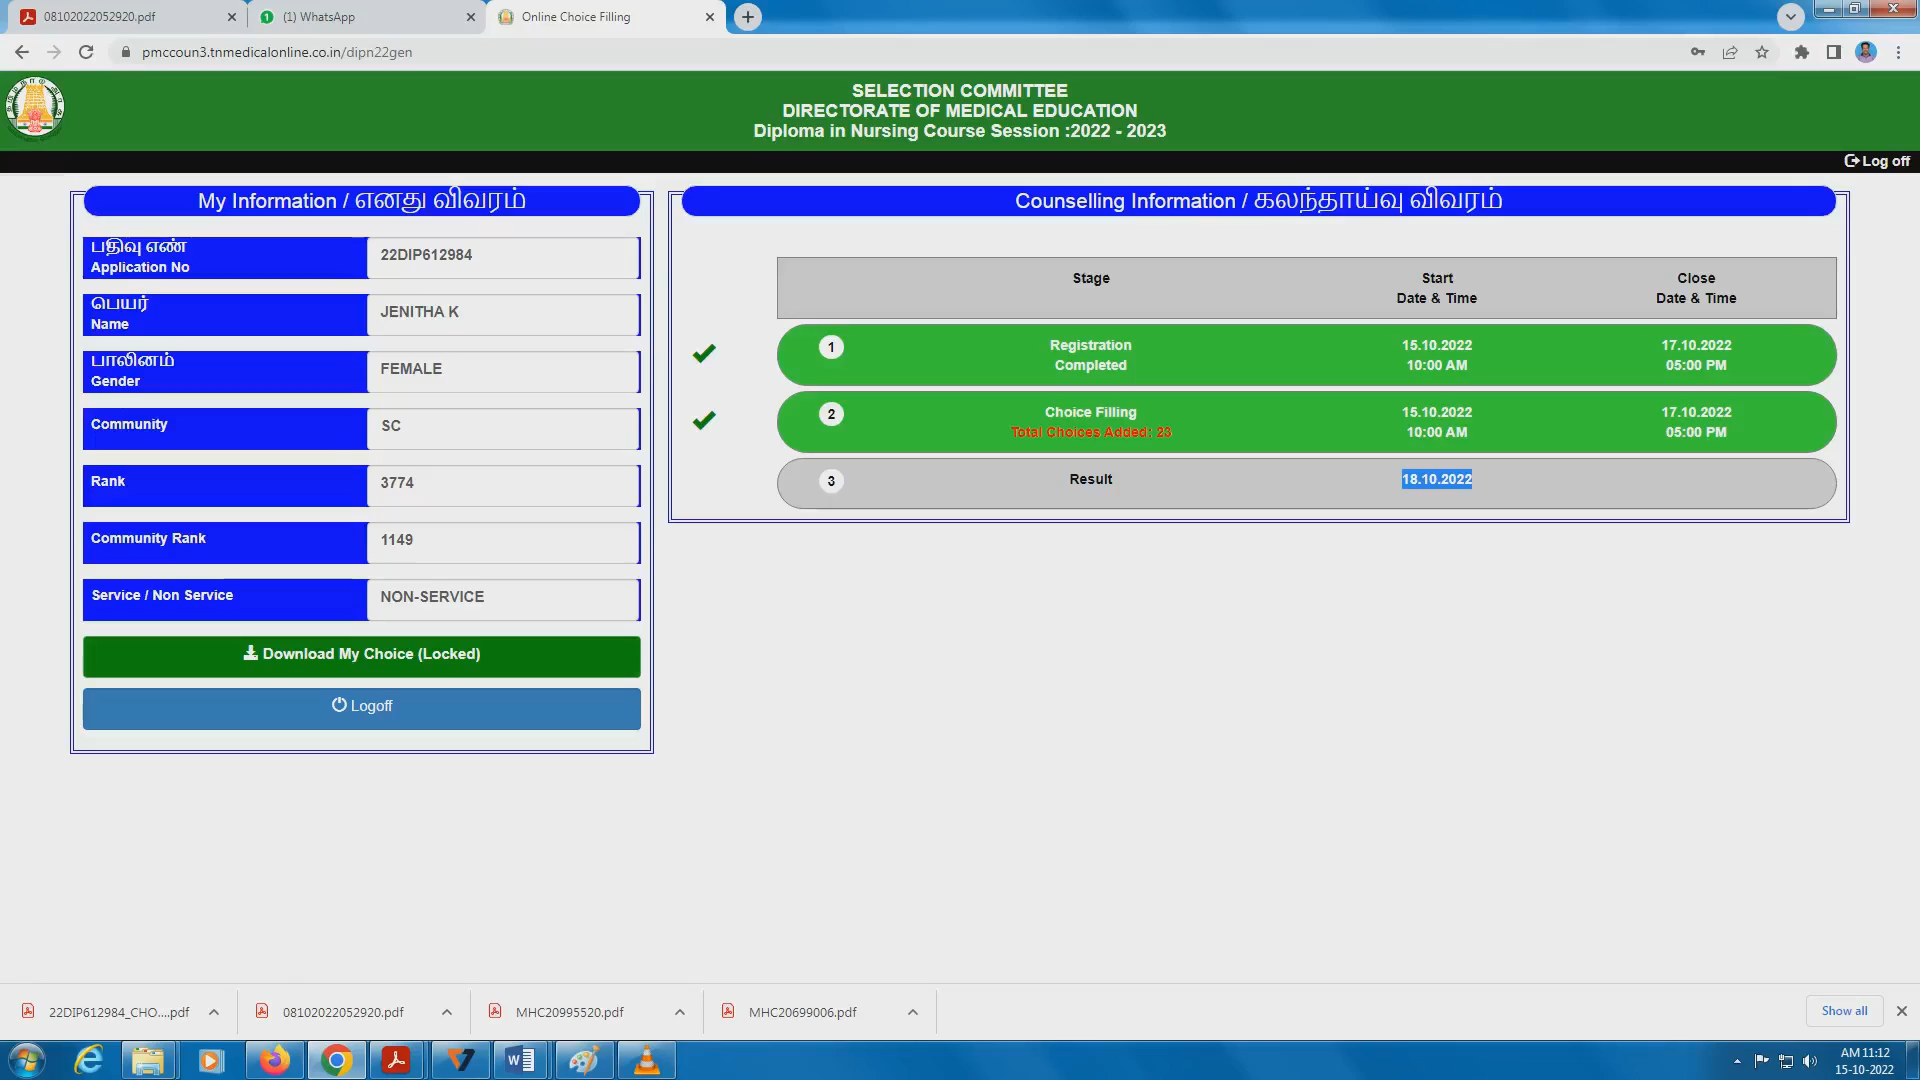 08102022052920.pdf
(1) WhatsApp
Online Choice Filling
pmccoun3.tnmedicalonline.co.in/dipn22gen
SELECTION COMMITTEE
DIRECTORATE OF MEDICAL EDUCATION
Diploma in Nursing Course Session :2022 - 2023
Log off
My Information / எனது விவரம்
பதிவு எண்
Application No
22DIP612984
பெயர்
Name
JENITHA K
பாலினம்
Gender
FEMALE
Community
SC
Rank
3774
Community Rank
1149
Service / Non Service
NON-SERVICE
Download My Choice (Locked)
Logoff
Counselling Information / கலந்தாய்வு விவரம்
Stage
Start
Date & Time
Close
Date & Time
1
Registration
Completed
15.10.2022
10:00 AM
17.10.2022
05:00 PM
2
Choice Filling
Total Choices Added: 23
15.10.2022
10:00 AM
17.10.2022
05:00 PM
3
Result
18.10.2022
22DIP612984_CHO....pdf
08102022052920.pdf
MHC20995520.pdf
MHC20699006.pdf
Show all
AM 11:12
15-10-2022